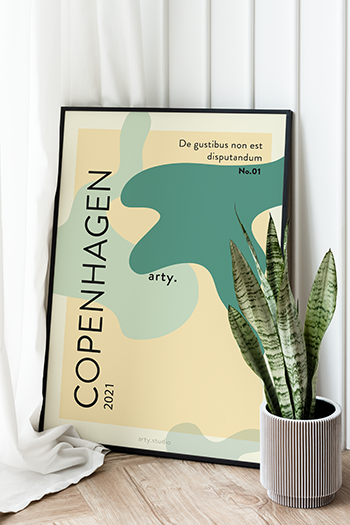 De gustibus non est
disputandum
No.01
arty.
COPENHAGEN
2021
arty.studio